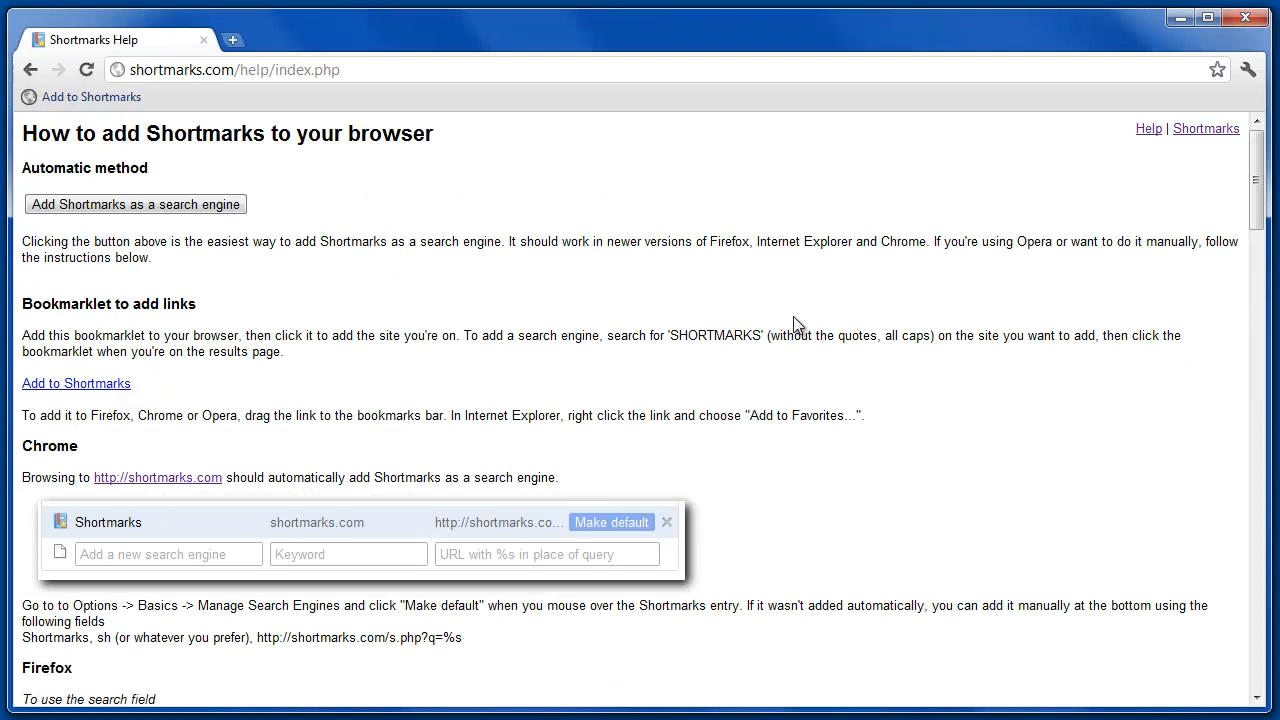 Shortmarks Help
shortmarks.com/help/index.php
Add to Shortmarks
Help | Shortmarks
How to add Shortmarks to your browser
Automatic method
Add Shortmarks as a search engine
Clicking the button above is the easiest way to add Shortmarks as a search engine. It should work in newer versions of Firefox, Internet Explorer and Chrome. If you're using Opera or want to do it manually, follow
the instructions below.
Bookmarklet to add links
Add this bookmarklet to your browser, then click it to add the site you're on. To add a search engine, search for 'SHORTMARKS' (without the quotes, all caps) on the site you want to add, then click the
bookmarklet when you're on the results page.
Add to Shortmarks
To add it to Firefox, Chrome or Opera, drag the link to the bookmarks bar. In Internet Explorer, right click the link and choose "Add to Favorites...".
Chrome
Browsing to http://shortmarks.com should automatically add Shortmarks as a search engine.
Shortmarks shortmarks.com http://shortmarks.co... Make default
Add a new search engine Keyword URL with %s in place of query
Go to to Options -> Basics -> Manage Search Engines and click "Make default" when you mouse over the Shortmarks entry. If it wasn't added automatically, you can add it manually at the bottom using the
following fields
Shortmarks, sh (or whatever you prefer), http://shortmarks.com/s.php?q=%s
Firefox
To use the search field